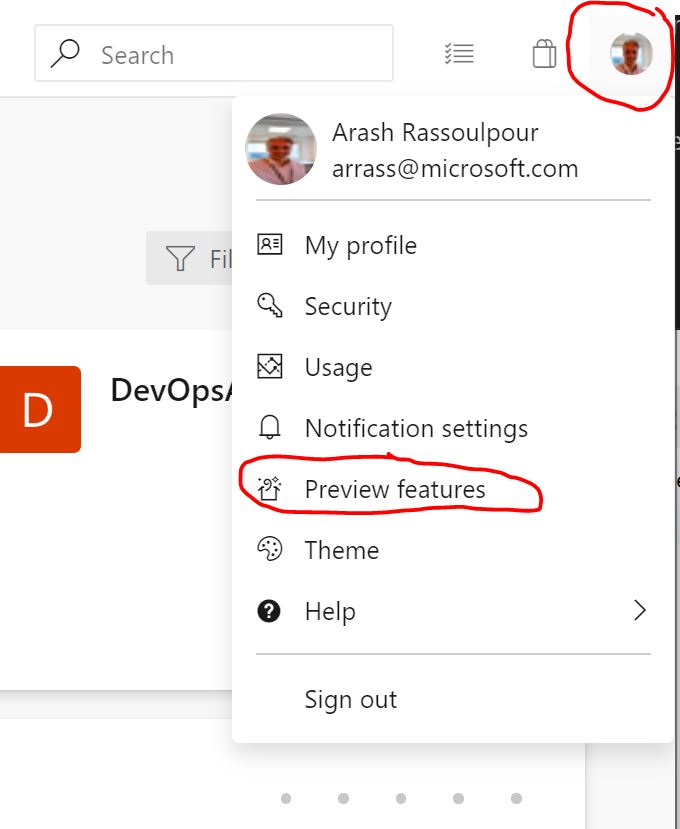 Search
Arash Rassoulpour
arrass@microsoft.com
My profile
Fil
Security
Usage
DevOpsA
D
Notification settings
Preview features
Theme
Help
Sign out